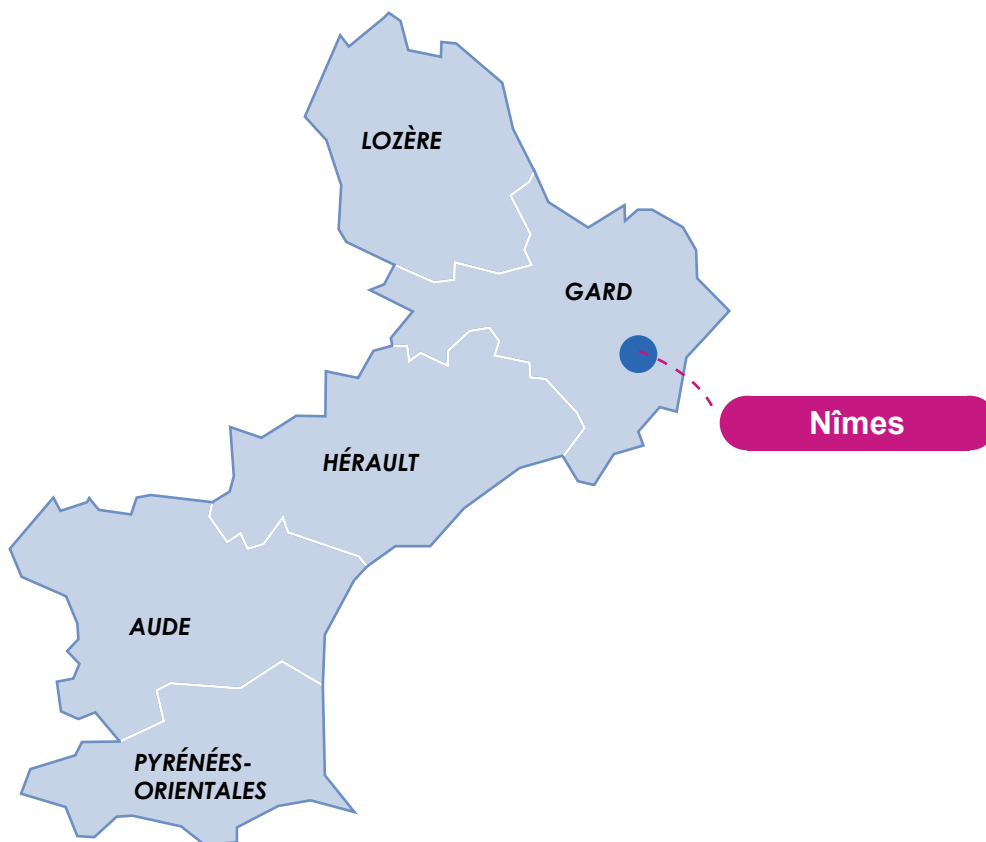 LOZÈRE
GARD
Nîmes
HÉRAULT
AUDE
PYRÉNÉES-
ORIENTALES